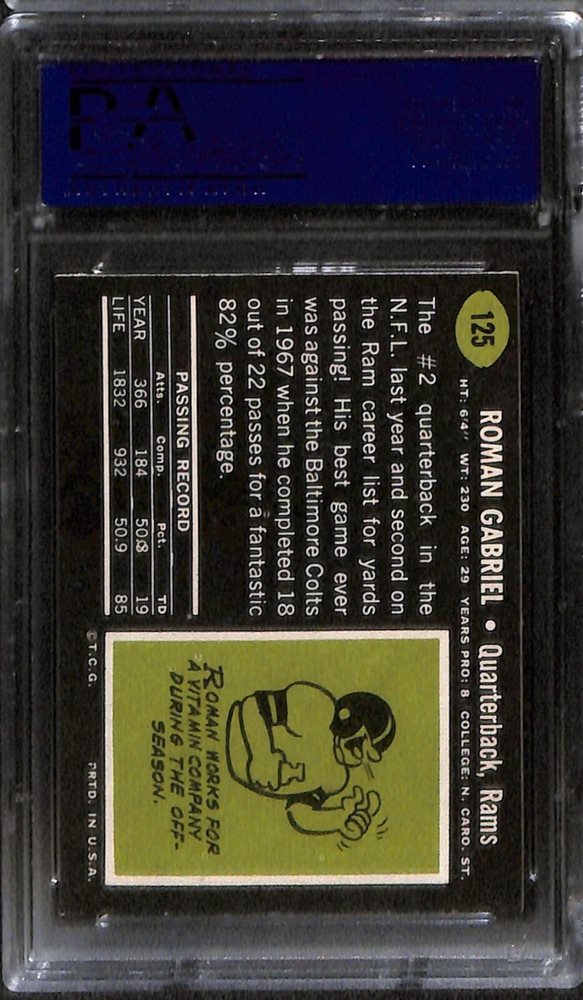 125
ROMAN GABRIEL • Quarterback, Rams
HT: 6'4" WT: 230 AGE: 29 YEARS PRO: 8 COLLEGE: N. CARO. ST.
The #2 quarterback in the
N.F.L. last year and second on
the Ram career list for yards
passing! His best game ever
was against the Baltimore Colts
in 1967 when he completed 18
out of 22 passes for a fantastic
82% percentage.
PASSING RECORD
Atts. Comp. Pct. TD
YEAR 366 184 50.8 19
LIFE 1832 932 50.9 85
ROMAN WORKS FOR
A VITAMIN COMPANY
DURING THE OFF-
SEASON.
©T.C.G. PRTD. IN U.S.A.